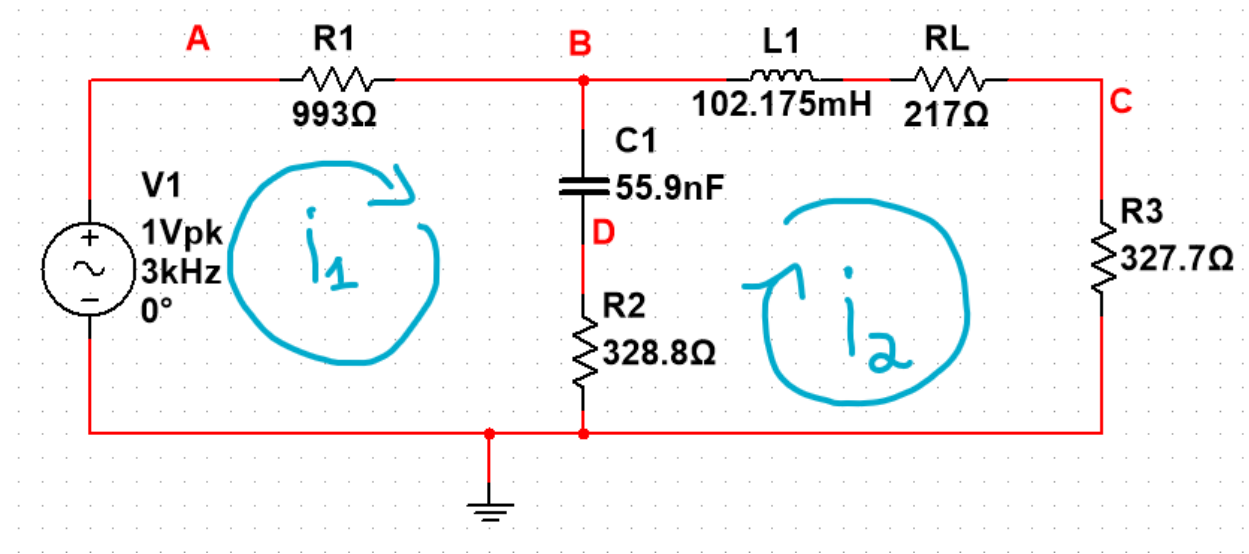 A
R1
993Ω
B
L1
102.175mH
RL
217Ω
C
C1
55.9nF
V1
1Vpk
3kHz
0°
+
−
i1
D
R2
328.8Ω
i2
R3
327.7Ω